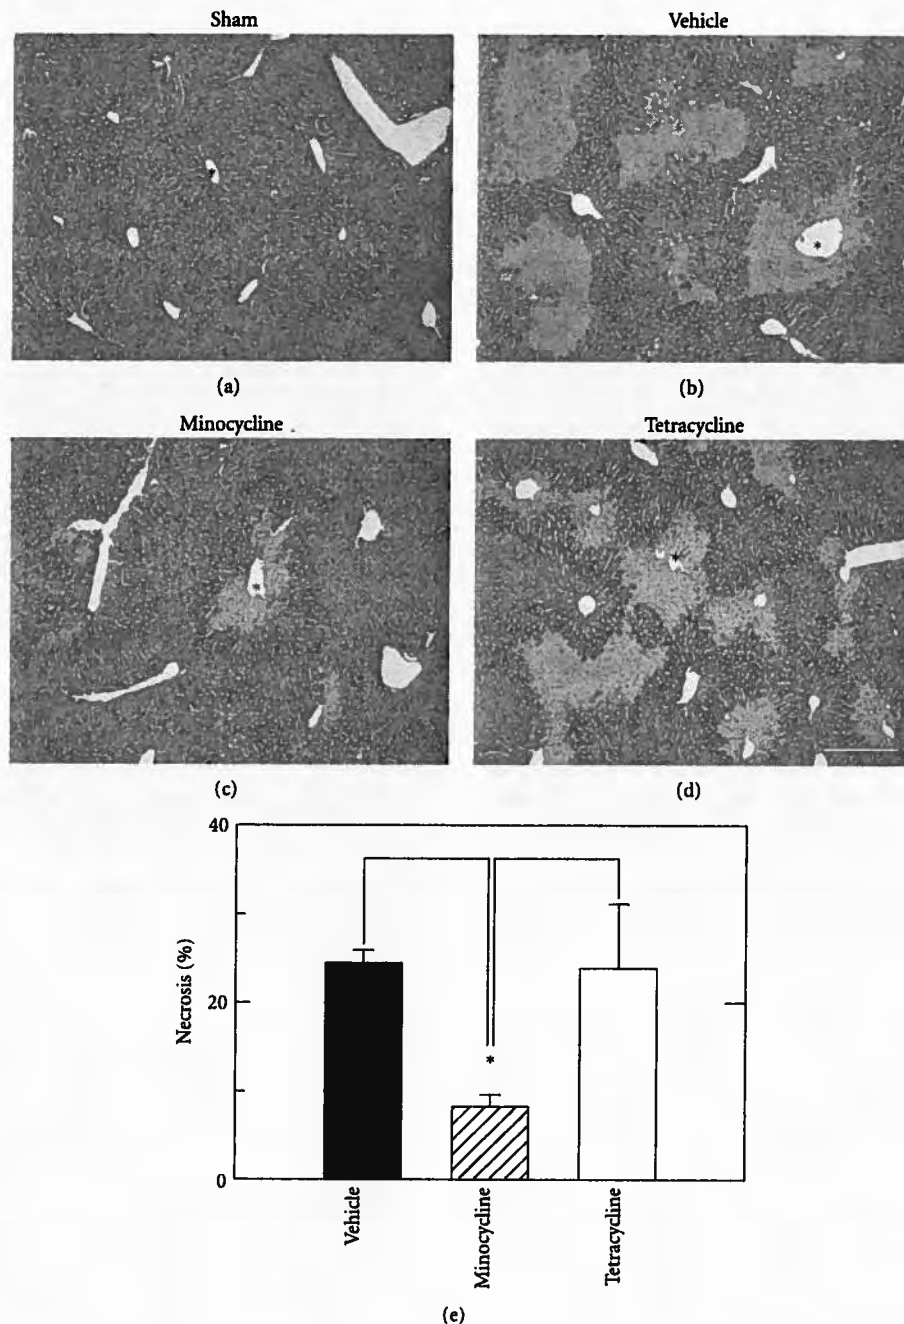 Sham
Vehicle
*
*
(a)
(b)
Minocycline
Tetracycline
*
*
(c)
(d)
40
20
0
Necrosis (%)
*
Vehicle
Minocycline
Tetracycline
(e)